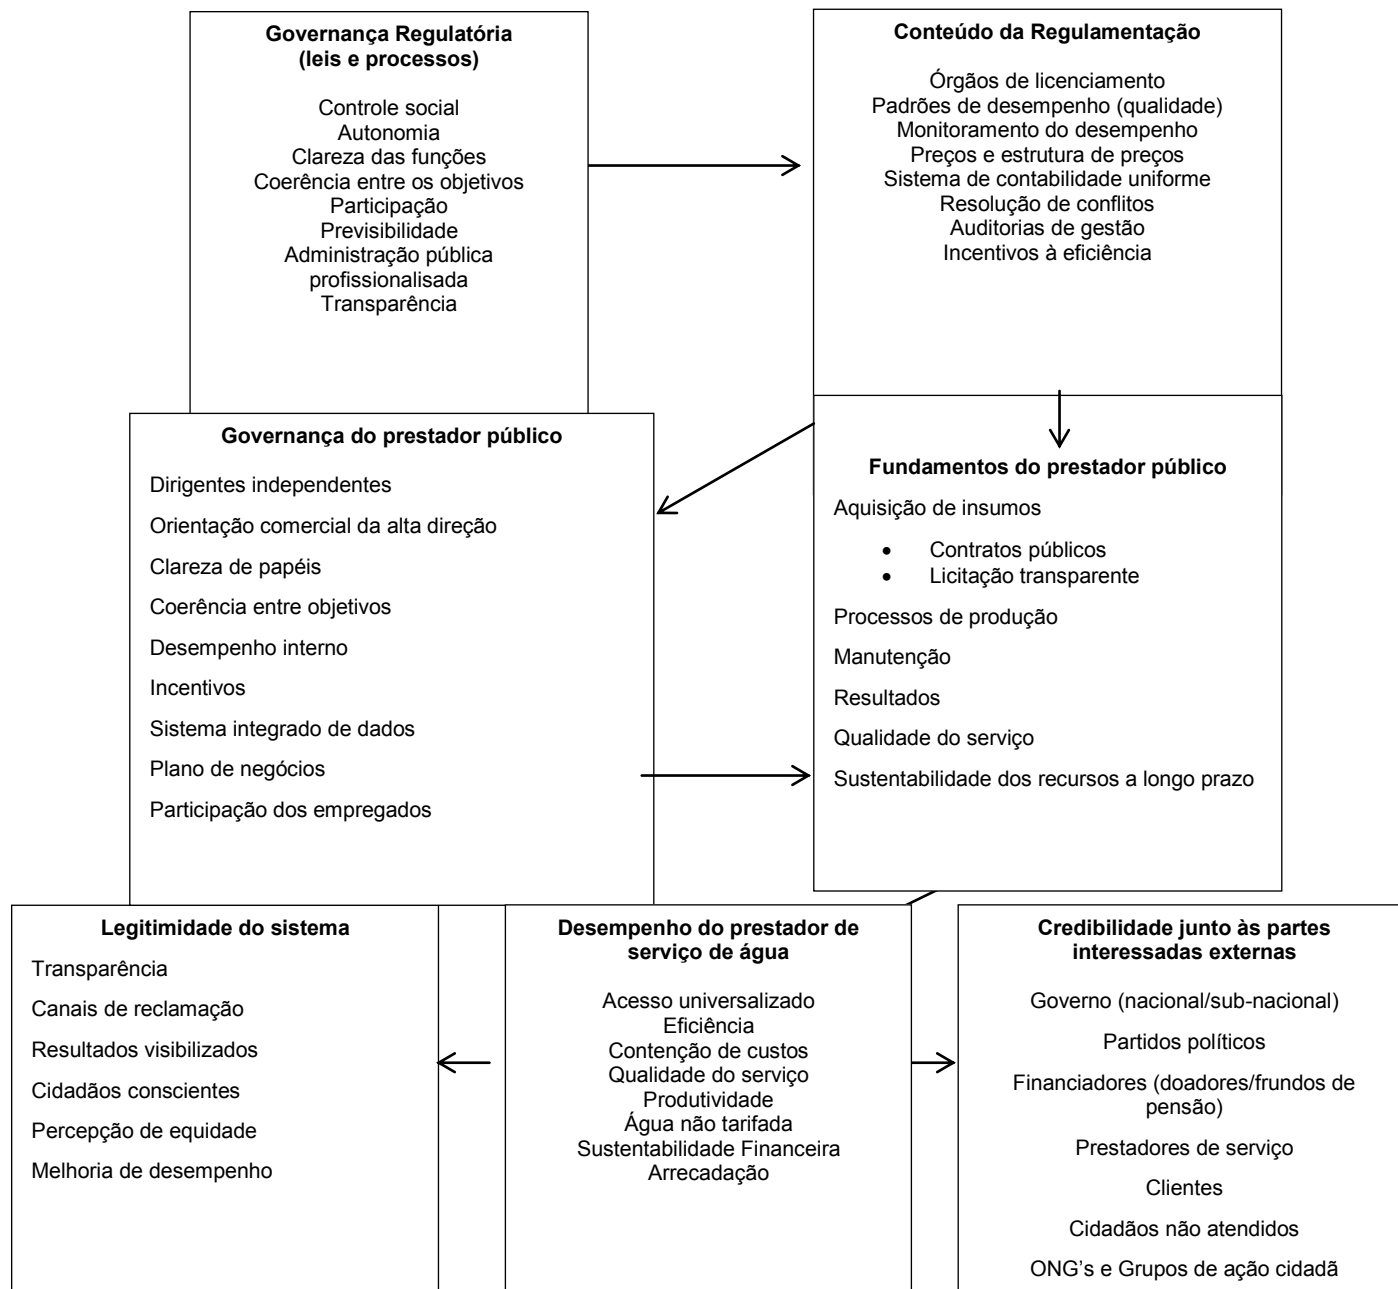 Governança Regulatória
(leis e processos)
Controle social
Autonomia
Clareza das funções
Coerência entre os objetivos
Participação
Previsibilidade
Administração pública
profissionalisada
Transparência
Conteúdo da Regulamentação
Órgãos de licenciamento
Padrões de desempenho (qualidade)
Monitoramento do desempenho
Preços e estrutura de preços
Sistema de contabilidade uniforme
Resolução de conflitos
Auditorias de gestão
Incentivos à eficiência
Governança do prestador público
Dirigentes independentes
Orientação comercial da alta direção
Clareza de papéis
Coerência entre objetivos
Desempenho interno
Incentivos
Sistema integrado de dados
Plano de negócios
Participação dos empregados
Fundamentos do prestador público
Aquisição de insumos
• Contratos públicos
• Licitação transparente
Processos de produção
Manutenção
Resultados
Qualidade do serviço
Sustentabilidade dos recursos a longo prazo
Legitimidade do sistema
Transparência
Canais de reclamação
Resultados visibilizados
Cidadãos conscientes
Percepção de equidade
Melhoria de desempenho
Desempenho do prestador de
serviço de água
Acesso universalizado
Eficiência
Contenção de custos
Qualidade do serviço
Produtividade
Água não tarifada
Sustentabilidade Financeira
Arrecadação
Credibilidade junto às partes
interessadas externas
Governo (nacional/sub-nacional)
Partidos políticos
Financiadores (doadores/frundos de
pensão)
Prestadores de serviço
Clientes
Cidadãos não atendidos
ONG's e Grupos de ação cidadã